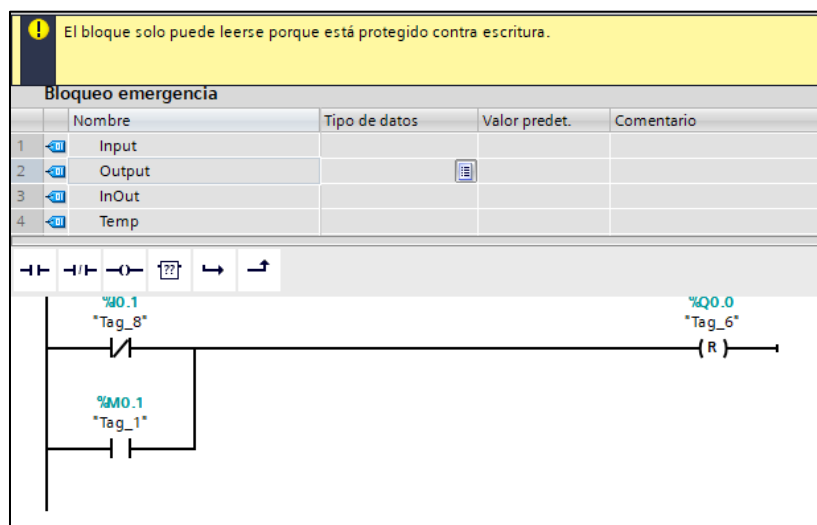 El bloque solo puede leerse porque está protegido contra escritura.
Bloqueo emergencia
Nombre Tipo de datos Valor predet. Comentario
1 Input
2 Output
3 InOut
4 Temp
??
%I0.1 %Q0.0
"Tag_8" "Tag_6"
R
%M0.1
"Tag_1"